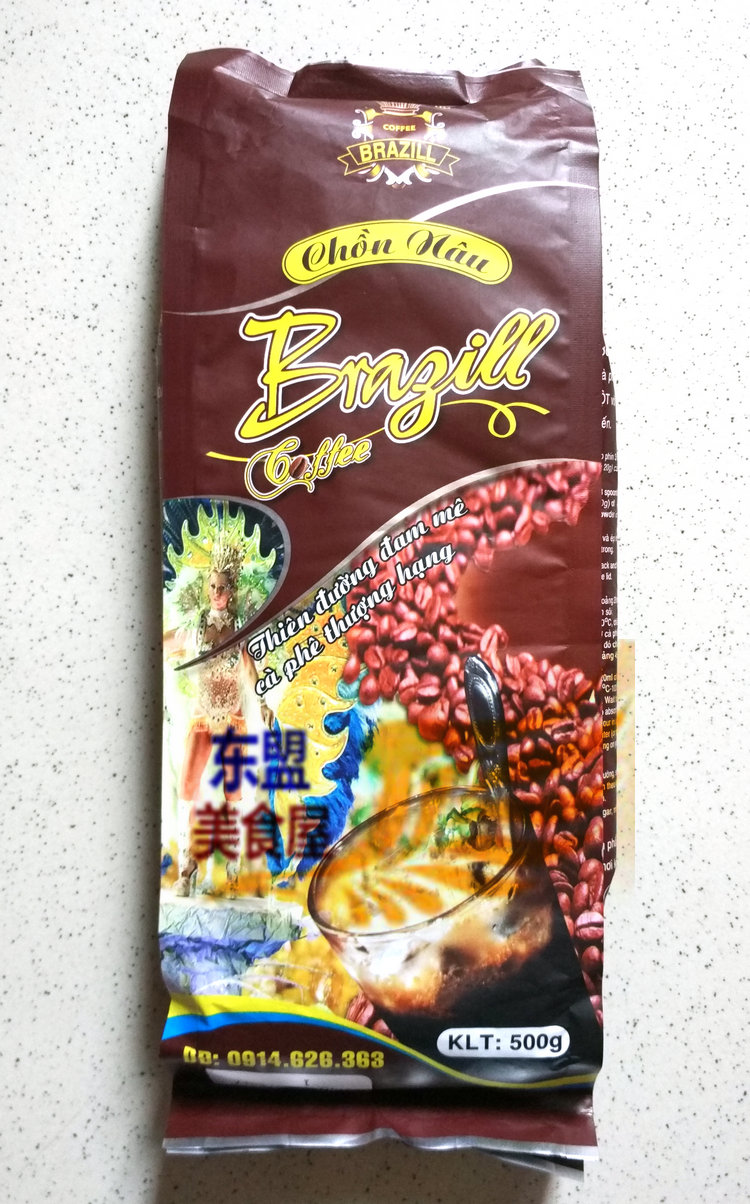 COFFEE
BRAZILL
Chồn Nâu
Brazill
Coffee
Thiên đường đam mê
cà phê thượng hạng
东盟
美食屋
KLT: 500g
DD: 0914.626.363